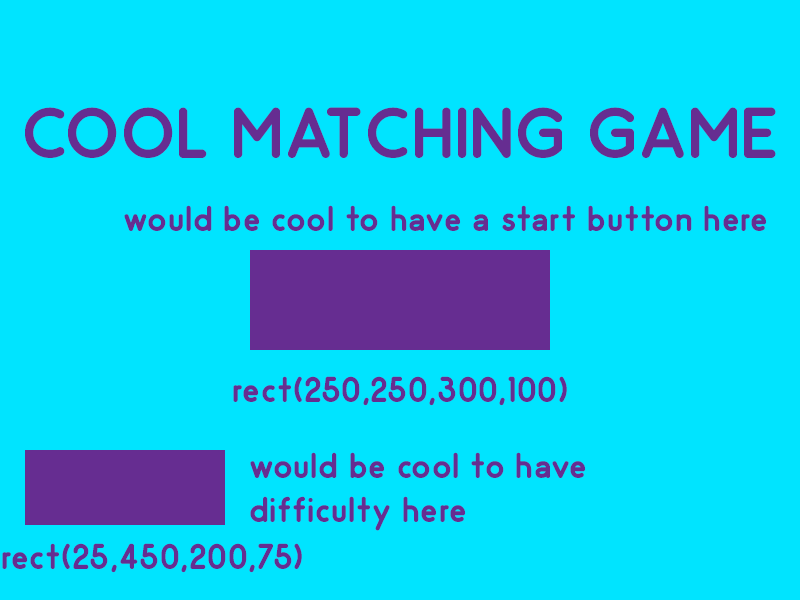 COOL MATCHING GAME
would be cool to have a start button here
rect(250,250,300,100)
would be cool to have
difficulty here
rect(25,450,200,75)